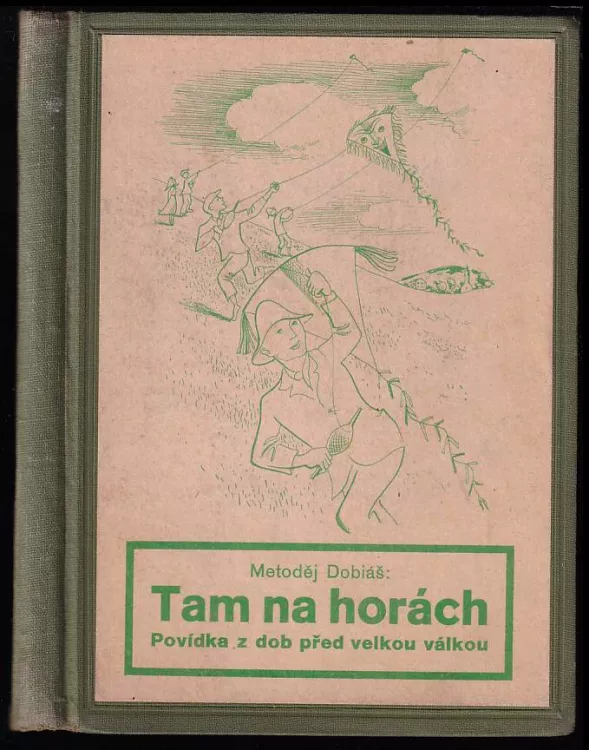 Metoděj Dobiáš:
Tam na horách
Povídka z dob před velkou válkou